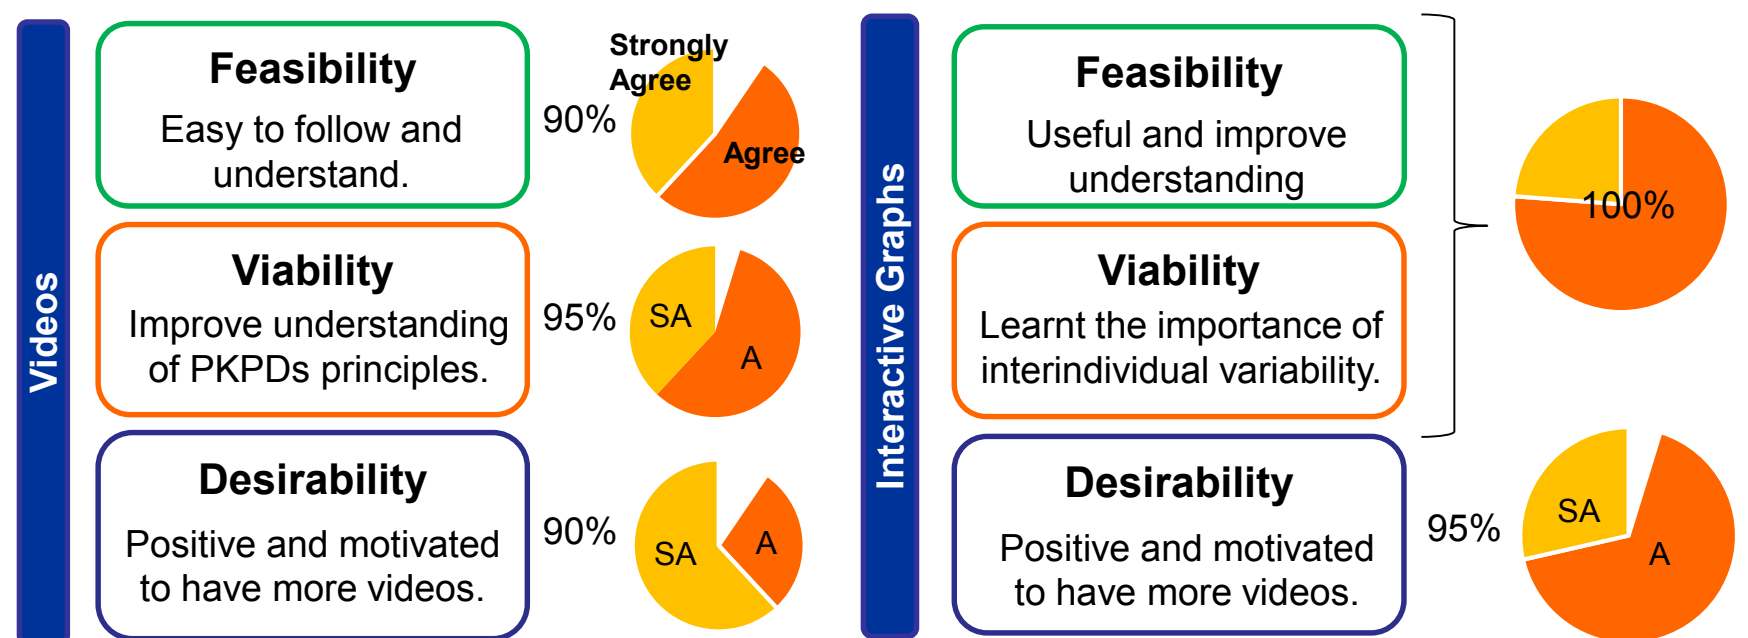 Videos
Feasibility
Easy to follow and
understand.
90%
Strongly
Agree
Agree
Viability
Improve understanding
of PKPDs principles.
95%
SA
A
Desirability
Positive and motivated
to have more videos.
90%
SA
A
Interactive Graphs
Feasibility
Useful and improve
understanding
Viability
Learnt the importance of
interindividual variability.
100%
Desirability
Positive and motivated
to have more videos.
95%
SA
A